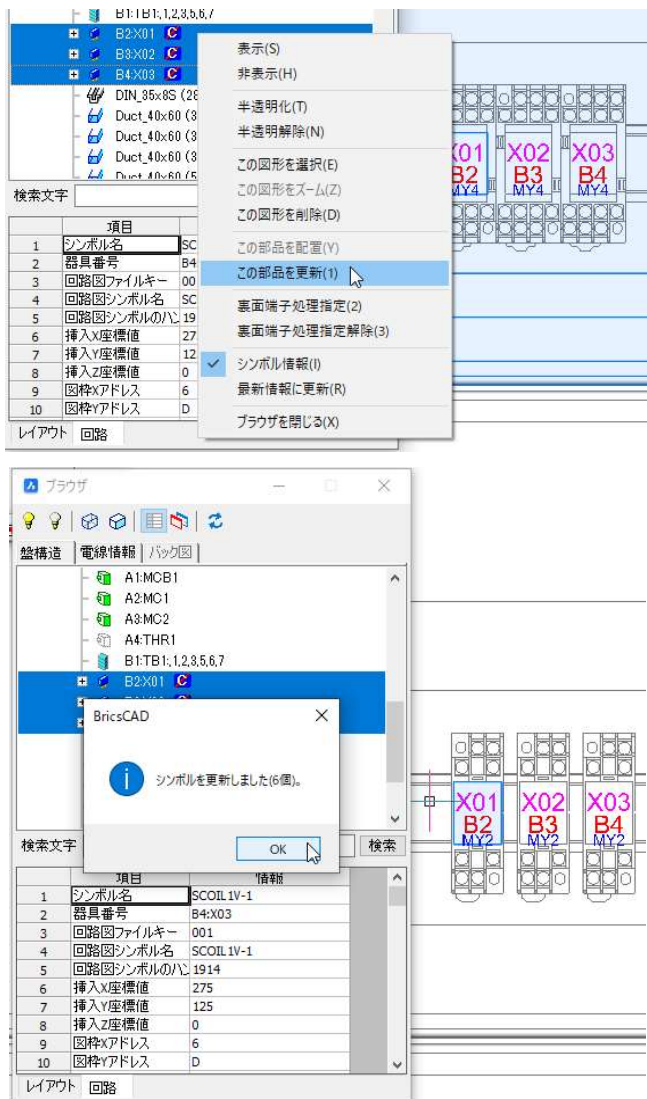 B1:TB1:,1,2,3,5,6,7
B2:X01 C
B3:X02 C
B4:X03 C
DIN_35x8S (28
Duct_40x60 (3
Duct_40x60 (3
Duct_40x60 (3
Duct_40x60 (5
検索文字
項目
1 シンボル名 SC
2 器具番号 B4
3 回路図ファイルキー 00
4 回路図シンボル名 SC
5 回路図シンボルのハン 19
6 挿入X座標値 27
7 挿入Y座標値 12
8 挿入Z座標値 0
9 図枠Xアドレス 6
10 図枠Yアドレス D
レイアウト 回路
表示(S)
非表示(H)
半透明化(T)
半透明解除(N)
この図形を選択(E)
この図形をズーム(Z)
この図形を削除(D)
この部品を配置(Y)
この部品を更新(1)
裏面端子処理指定(2)
裏面端子処理指定解除(3)
シンボル情報(I)
最新情報に更新(R)
ブラウザを閉じる(X)
X01 X02 X03
B2 B3 B4
MY4 MY4 MY4
ブラウザ
盤構造 電線情報 バック図
A1:MCB1
A2:MC1
A3:MC2
A4:THR1
B1:TB1:,1,2,3,5,6,7
B2:X01 C
BricsCAD
シンボルを更新しました(6個)。
OK
検索文字 検索
項目 情報
1 シンボル名 SCOIL1V-1
2 器具番号 B4:X03
3 回路図ファイルキー 001
4 回路図シンボル名 SCOIL1V-1
5 回路図シンボルのハン 1914
6 挿入X座標値 275
7 挿入Y座標値 125
8 挿入Z座標値 0
9 図枠Xアドレス 6
10 図枠Yアドレス D
レイアウト 回路
X01 X02 X03
B2 B3 B4
MY2 MY2 MY2